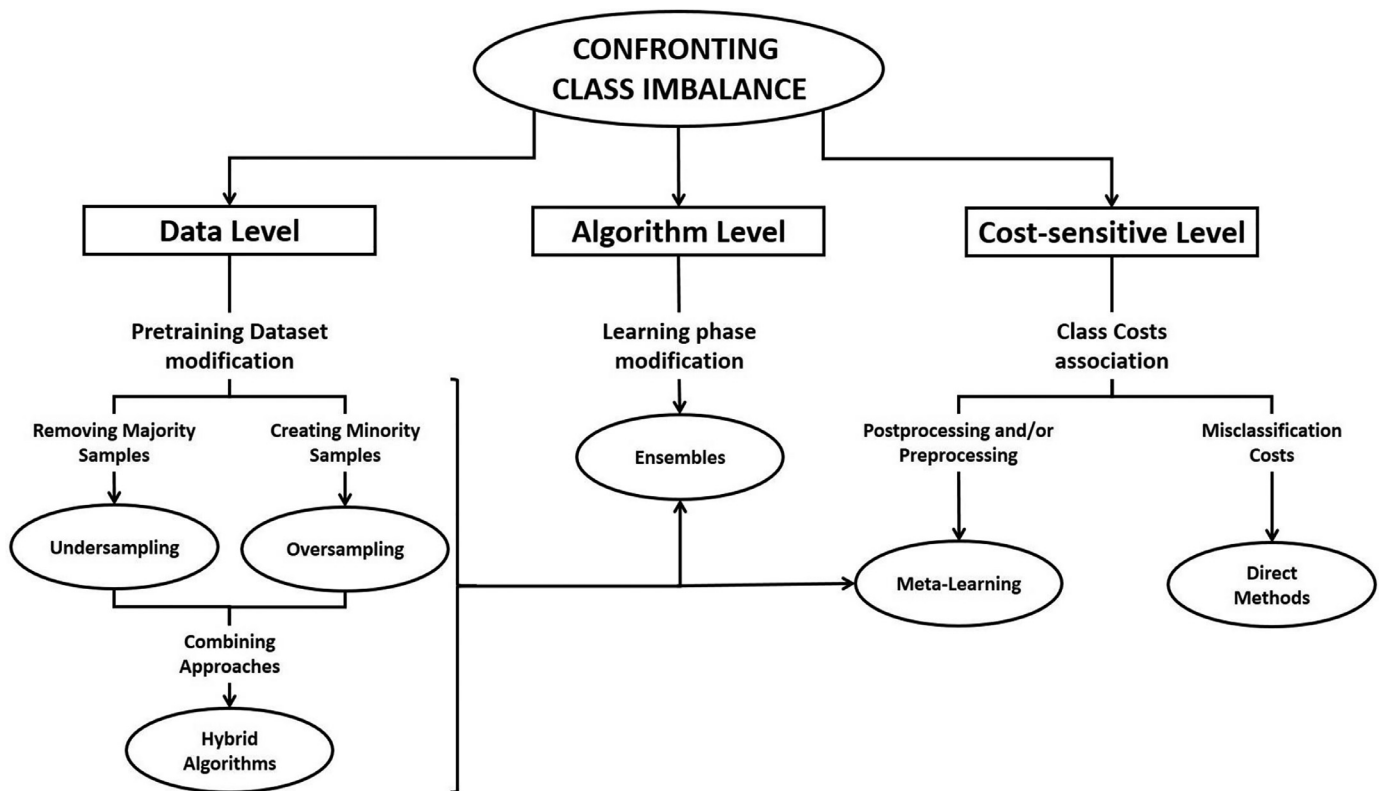 CONFRONTING
CLASS IMBALANCE
Data Level
Algorithm Level
Cost-sensitive Level
Pretraining Dataset
modification
Learning phase
modification
Class Costs
association
Removing Majority
Samples
Creating Minority
Samples
Postprocessing and/or
Preprocessing
Misclassification
Costs
Ensembles
Undersampling
Oversampling
Meta-Learning
Direct
Methods
Combining
Approaches
Hybrid
Algorithms